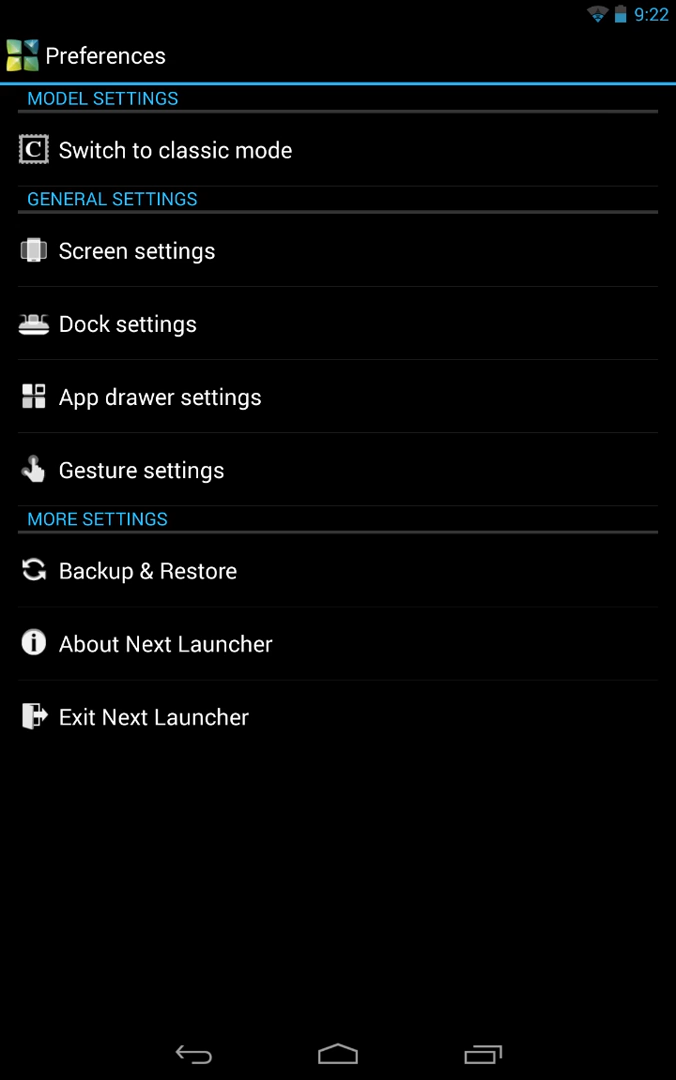 9:22
Preferences
MODEL SETTINGS
C Switch to classic mode
GENERAL SETTINGS
Screen settings
Dock settings
App drawer settings
Gesture settings
MORE SETTINGS
Backup & Restore
About Next Launcher
Exit Next Launcher